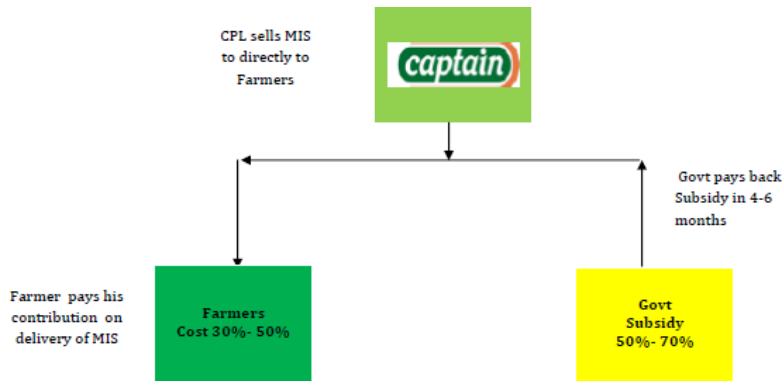 CPL sells MIS
to directly to
Farmers
captain
Govt pays back
Subsidy in 4-6
months
Farmer pays his
contribution on
delivery of MIS
Farmers
Cost 30%- 50%
Govt
Subsidy
50%- 70%